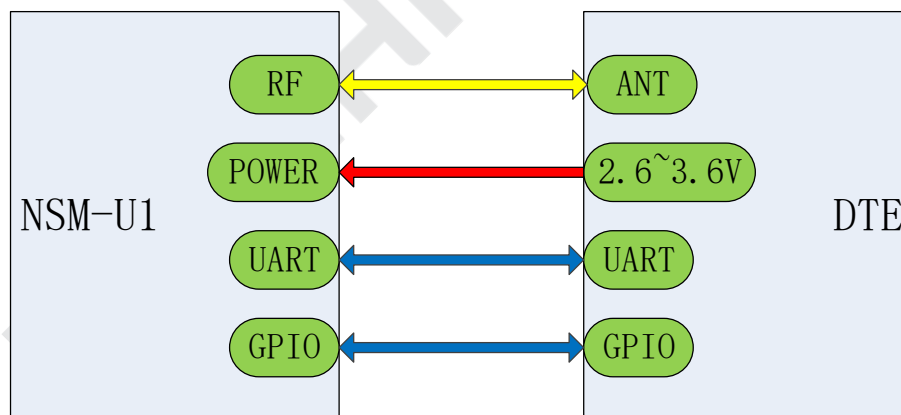 RF
ANT
POWER
2.6~3.6V
NSM-U1
DTE
UART
UART
GPIO
GPIO